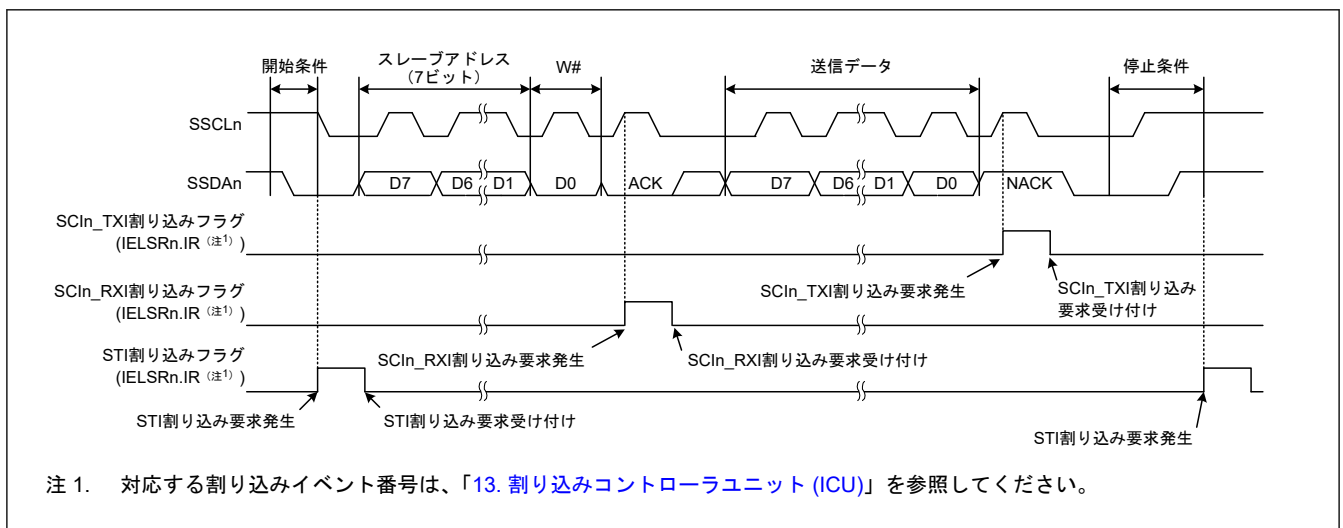 開始条件
スレーブアドレス
(7ビット)
W#
送信データ
停止条件
SSCLn
SSDAn
D7
D6
D1
D0
ACK
D7
D6
D1
D0
NACK
SCIn_TXI割り込みフラグ
(IELSRn.IR (注1) )
SCIn_TXI割り込み要求発生
SCIn_TXI割り込み
要求受け付け
SCIn_RXI割り込みフラグ
(IELSRn.IR (注1) )
SCIn_RXI割り込み要求発生
SCIn_RXI割り込み要求受け付け
STI割り込みフラグ
(IELSRn.IR (注1) )
STI割り込み要求発生
STI割り込み要求受け付け
STI割り込み要求発生
注 1. 対応する割り込みイベント番号は、「13. 割り込みコントローラユニット (ICU)」を参照してください。